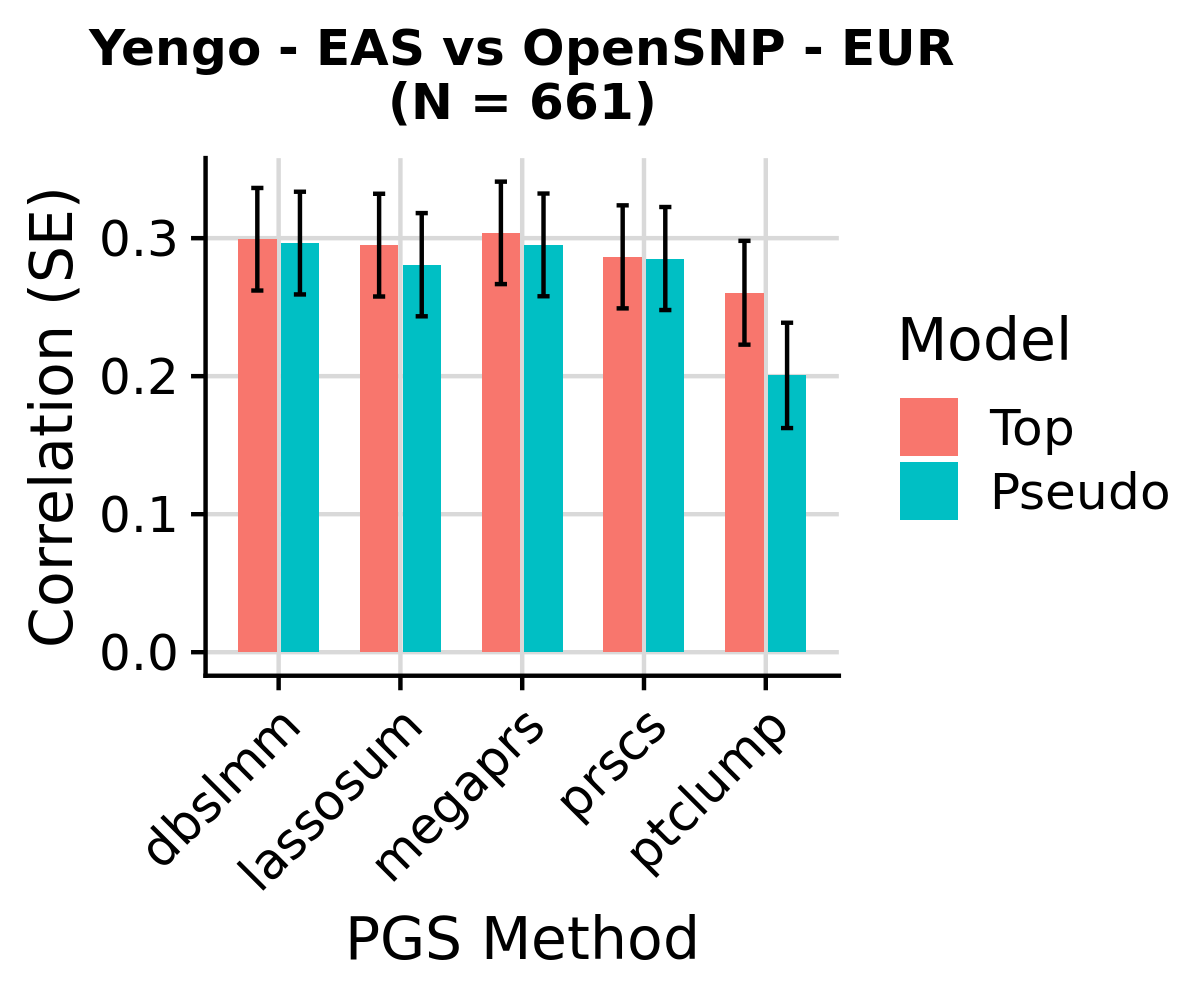 Yengo - EAS vs OpenSNP - EUR
(N = 661)
Correlation (SE)
0.3
0.2
0.1
0.0
dbslmm
lassosum
megaprs
prscs
ptclump
PGS Method
Model
Top
Pseudo